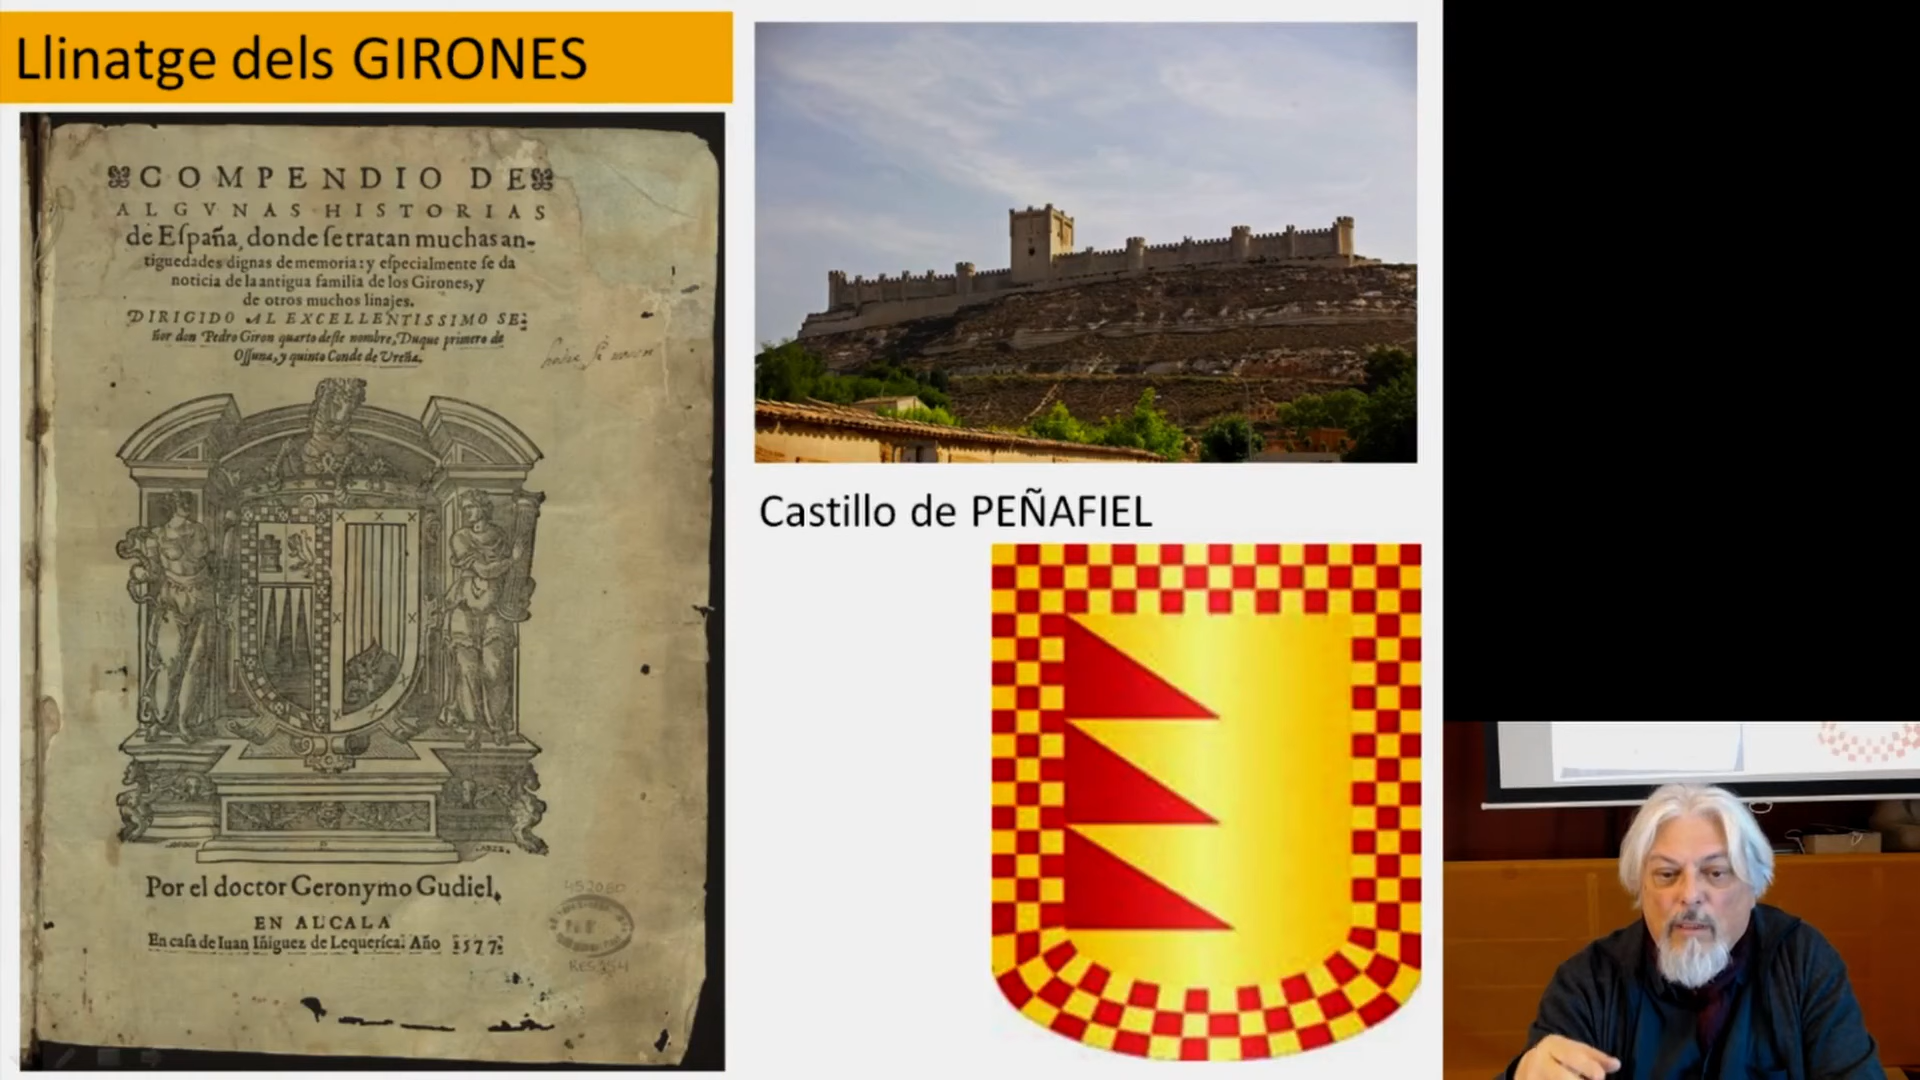 Llinatge dels GIRONES
COMPENDIO DE
ALGVNAS HISTORIAS
de Eſpaña, donde ſe tratan muchas an-
tiguedades dignas de memoria: y eſpecialmente ſe da
noticia de la antigua familia de los Girones, y
de otros muchos linajes.
DIRIGIDO AL EXCELLENTISSIMO SE-
ñor don Pedro Giron quarto deſte nombre, Duque primero de
Oſſuna, y quinto Conde de Vreña.
Por el doctor Geronymo Gudiel.
EN ALCALA
En caſa de Iuan Iñiguez de Lequerica. Año 1577.
452060
RES 354
Castillo de PEÑAFIEL